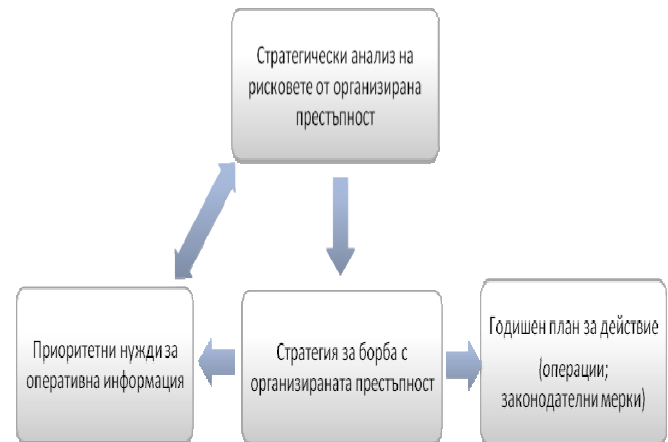 Стратегически анализ на
рисковете от организирана
престъпност
Приоритетни нужди за
оперативна информация
Стратегия за борба с
организираната престъпност
Годишен план за действие
(операции;
законодателни мерки)